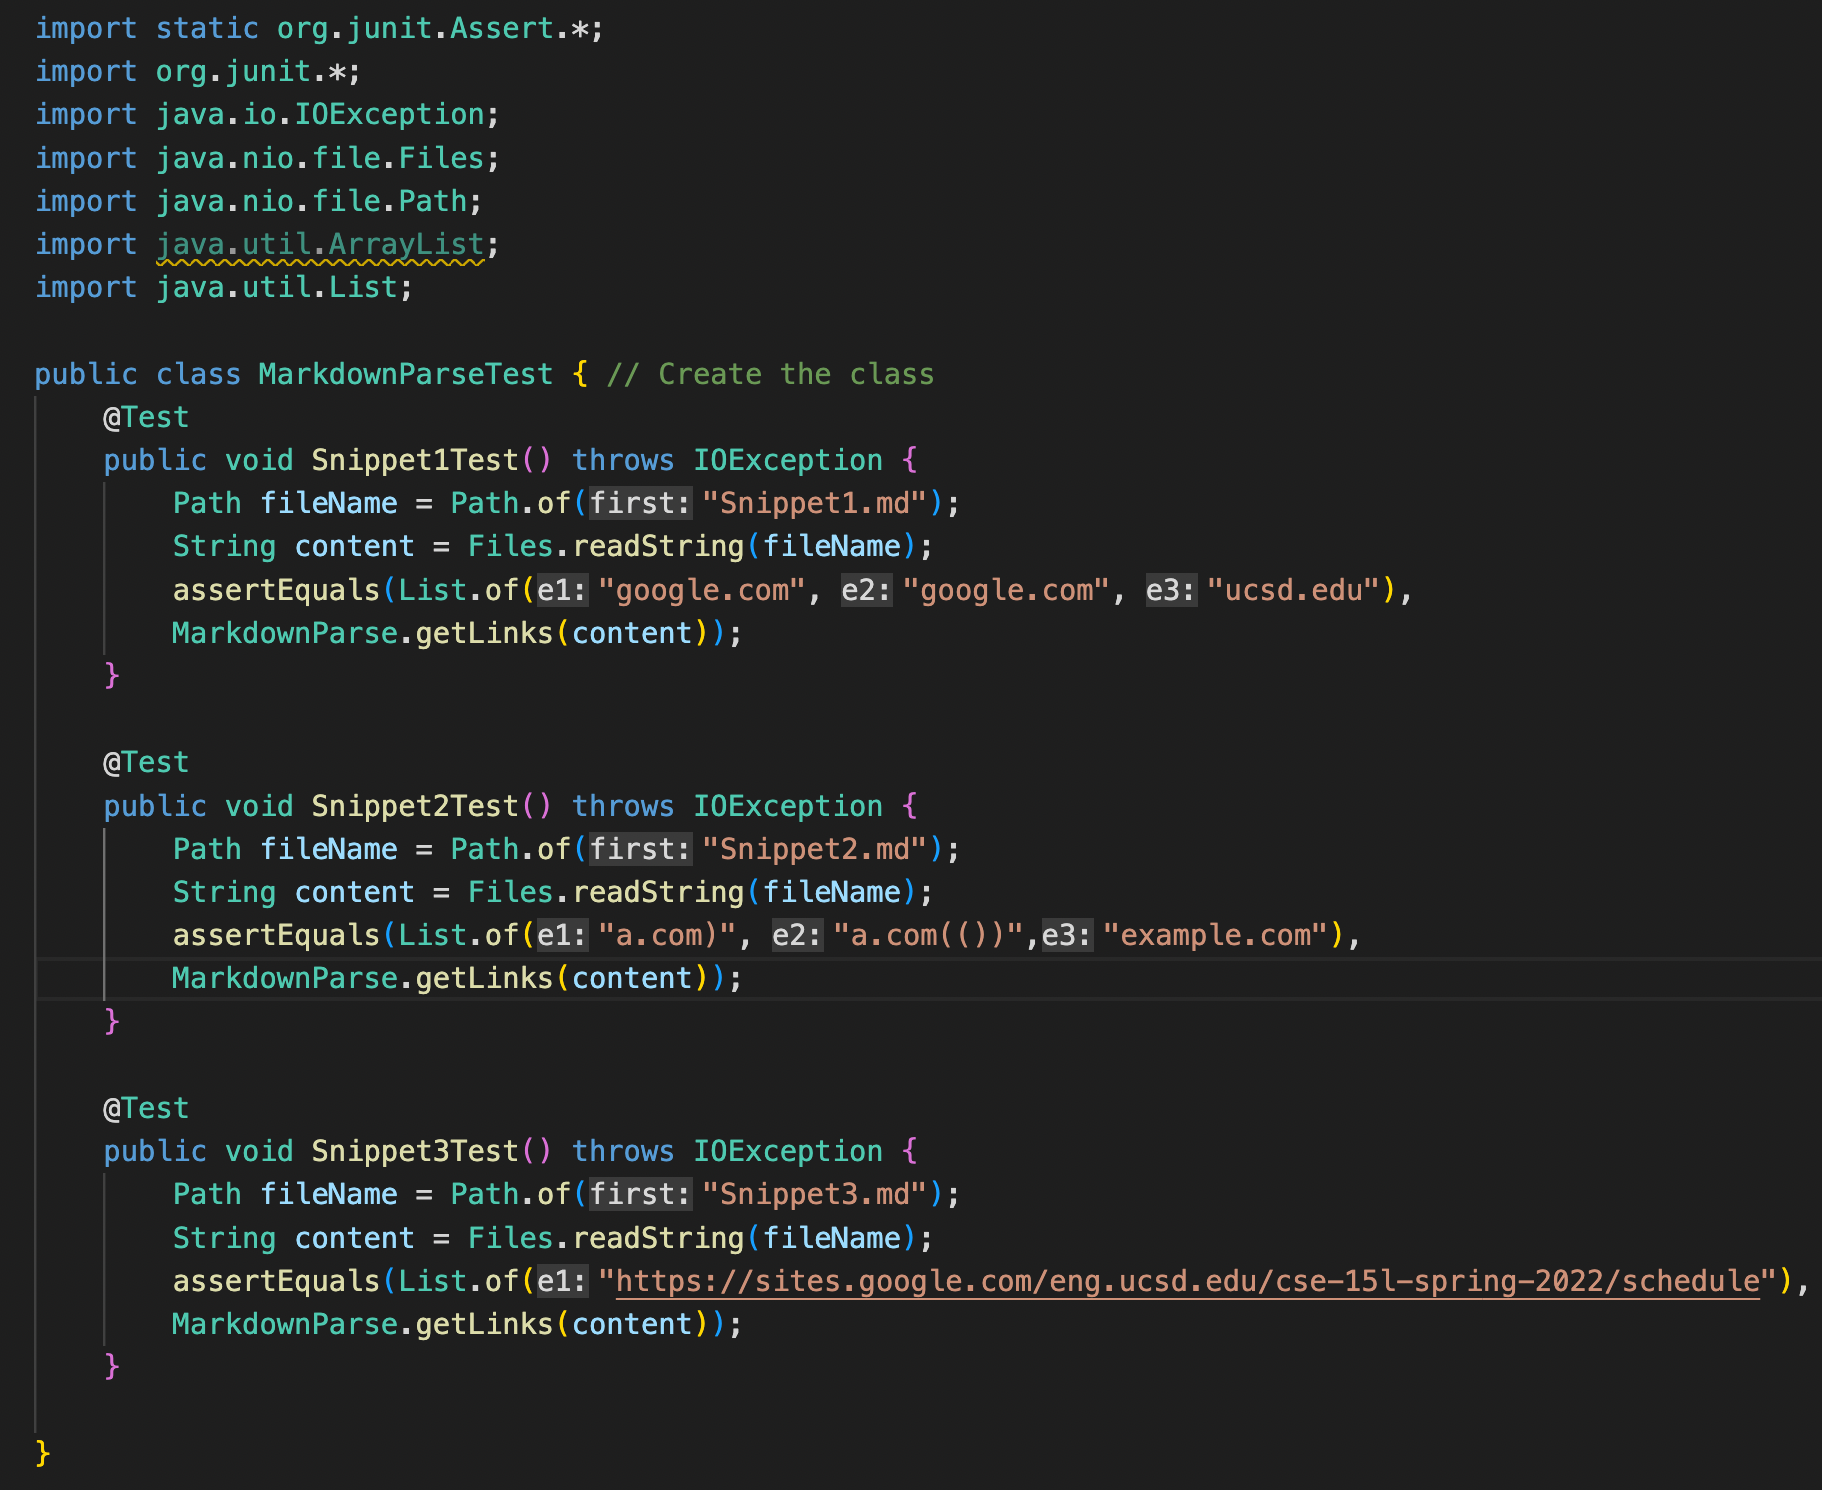 import static org.junit.Assert.*;
import org.junit.*;
import java.io.IOException;
import java.nio.file.Files;
import java.nio.file.Path;
import java.util.ArrayList;
import java.util.List;

public class MarkdownParseTest { // Create the class
    @Test
    public void Snippet1Test() throws IOException {
        Path fileName = Path.of(first: "Snippet1.md");
        String content = Files.readString(fileName);
        assertEquals(List.of(e1: "google.com", e2: "google.com", e3: "ucsd.edu"),
        MarkdownParse.getLinks(content));
    }

    @Test
    public void Snippet2Test() throws IOException {
        Path fileName = Path.of(first: "Snippet2.md");
        String content = Files.readString(fileName);
        assertEquals(List.of(e1: "a.com)", e2: "a.com(())",e3: "example.com"),
        MarkdownParse.getLinks(content));
    }

    @Test
    public void Snippet3Test() throws IOException {
        Path fileName = Path.of(first: "Snippet3.md");
        String content = Files.readString(fileName);
        assertEquals(List.of(e1: "https://sites.google.com/eng.ucsd.edu/cse-15l-spring-2022/schedule"),
        MarkdownParse.getLinks(content));
    }

}